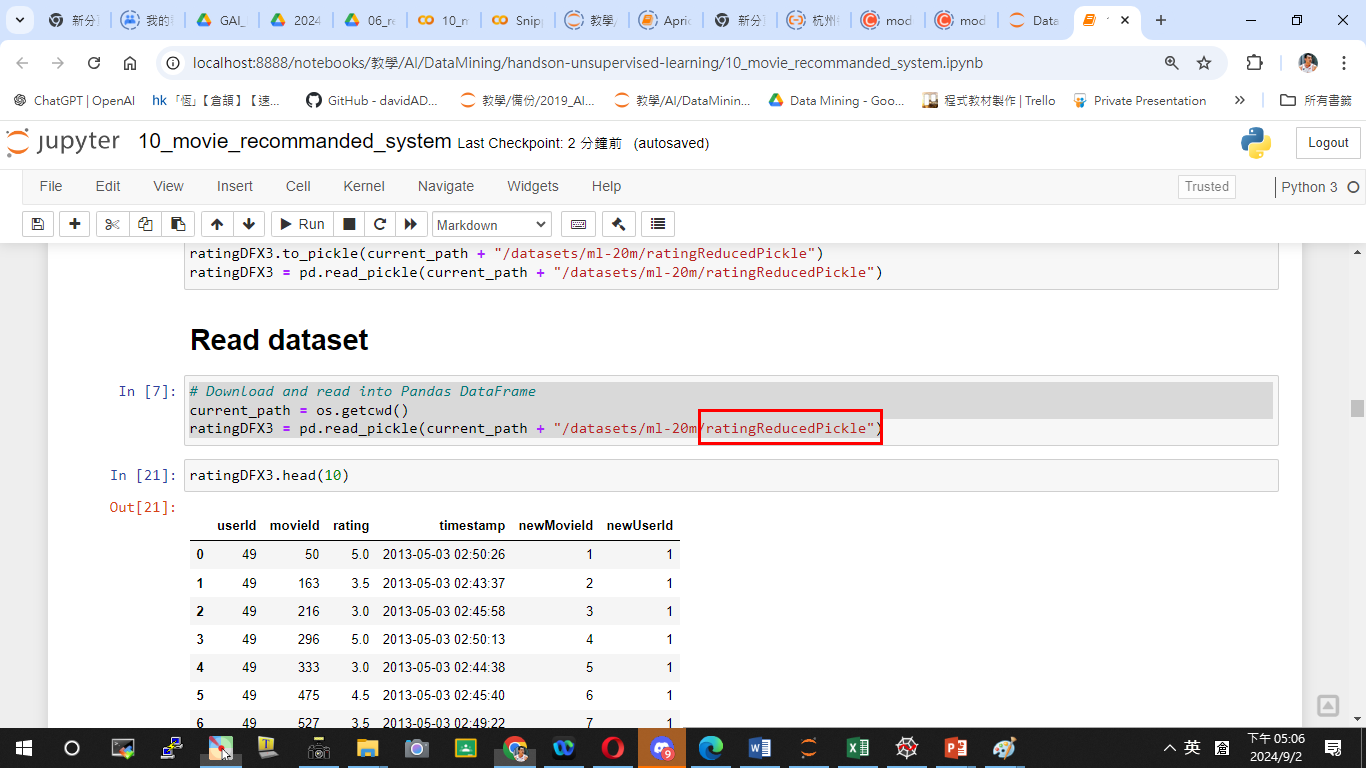 新分
我的
GAI_
2024
06_re
10_n
Snip
教學
Apric
新分
杭州
mod
mod
Data
localhost:8888/notebooks/教學/AI/DataMining/handson-unsupervised-learning/10_movie_recommanded_system.ipynb
ChatGPT | OpenAI
hk 「恆」【倉頡】【速...
GitHub - davidAD...
教學/備份/2019_AI...
教學/AI/DataMinin...
Data Mining - Goo...
程式教材製作 | Trello
Private Presentation
所有書籤
jupyter 10_movie_recommanded_system Last Checkpoint: 2 分鐘前 (autosaved)
Logout
File Edit View Insert Cell Kernel Navigate Widgets Help
Trusted
Python 3
Run
Markdown
ratingDFX3.to_pickle(current_path + "/datasets/ml-20m/ratingReducedPickle")
ratingDFX3 = pd.read_pickle(current_path + "/datasets/ml-20m/ratingReducedPickle")
Read dataset
In [7]: # Download and read into Pandas DataFrame
current_path = os.getcwd()
ratingDFX3 = pd.read_pickle(current_path + "/datasets/ml-20m/ratingReducedPickle")
In [21]: ratingDFX3.head(10)
Out[21]:
userId movieId rating timestamp newMovieId newUserId
0 49 50 5.0 2013-05-03 02:50:26 1 1
1 49 163 3.5 2013-05-03 02:43:37 2 1
2 49 216 3.0 2013-05-03 02:45:58 3 1
3 49 296 5.0 2013-05-03 02:50:13 4 1
4 49 333 3.0 2013-05-03 02:44:38 5 1
5 49 475 4.5 2013-05-03 02:45:40 6 1
6 49 527 3.5 2013-05-03 02:49:22 7 1
英
倉
下午 05:06
2024/9/2